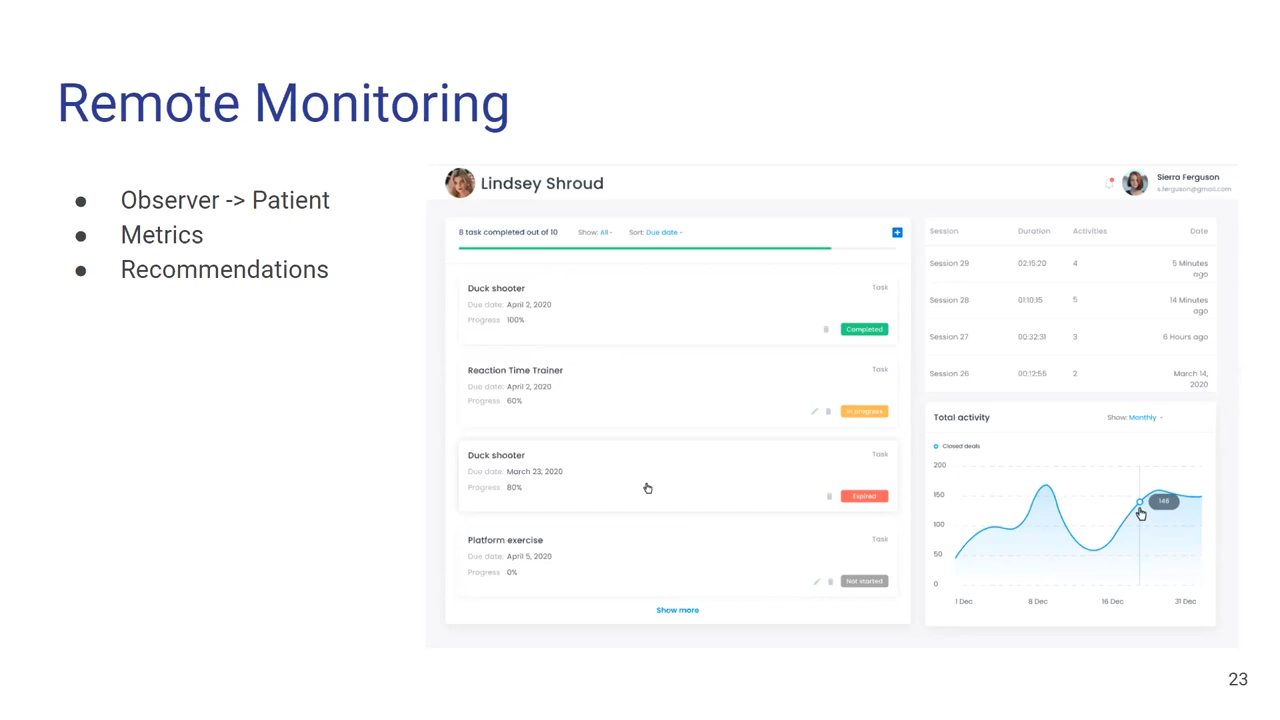 Remote Monitoring
● Observer -> Patient
● Metrics
● Recommendations
Lindsey Shroud
Sierra Ferguson
s.ferguson@gmail.com
8 task completed out of 10 Show: All Sort: Due date
Duck shooter Task
Due date: April 2, 2020
Progress 100%
Completed
Reaction Time Trainer Task
Due date: April 2, 2020
Progress 60%
In progress
Duck shooter Task
Due date: March 23, 2020
Progress 80%
Expired
Platform exercise Task
Due date: April 5, 2020
Progress 0%
Not started
Show more
Session Duration Activities Date
Session 29 02:15:20 4 5 Minutes
ago
Session 28 01:10:15 5 14 Minutes
ago
Session 27 00:32:31 3 6 Hours ago
Session 26 00:12:55 2 March 14,
2020
Total activity Show: Monthly
Closed deals
200
150
146
100
50
0
1 Dec 8 Dec 16 Dec 31 Dec
23